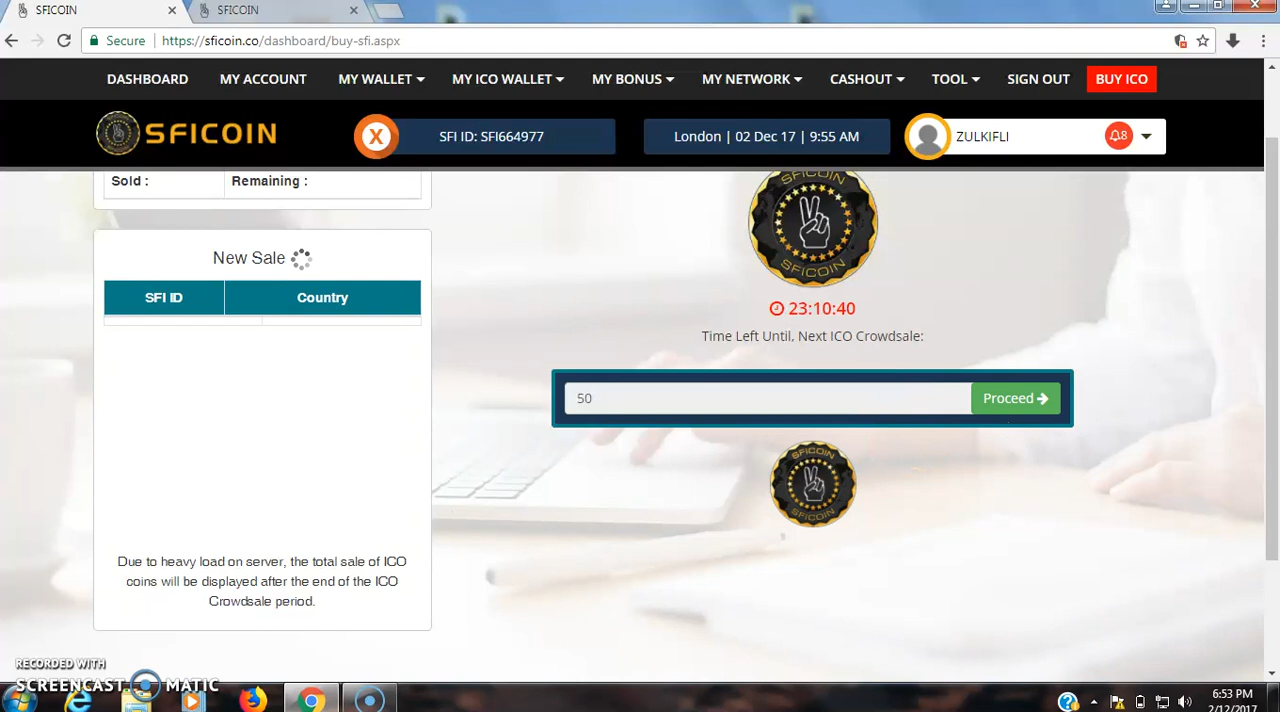 SFICOIN
SFICOIN
Secure
https://sficoin.co/dashboard/buy-sfi.aspx
DASHBOARD
MY ACCOUNT
MY WALLET
MY ICO WALLET
MY BONUS
MY NETWORK
CASHOUT
TOOL
SIGN OUT
BUY ICO
SFICOIN
X
SFI ID: SFI664977
London | 02 Dec 17 | 9:55 AM
ZULKIFLI
8
Sold :
Remaining :
SFICOIN
New Sale
SFI ID
Country
23:10:40
Time Left Until, Next ICO Crowdsale:
50
Proceed
SFICOIN
SFICOIN
Due to heavy load on server, the total sale of ICO
coins will be displayed after the end of the ICO
Crowdsale period.
RECORDED WITH
SCREENCAST MATIC
6:53 PM
2/12/2017